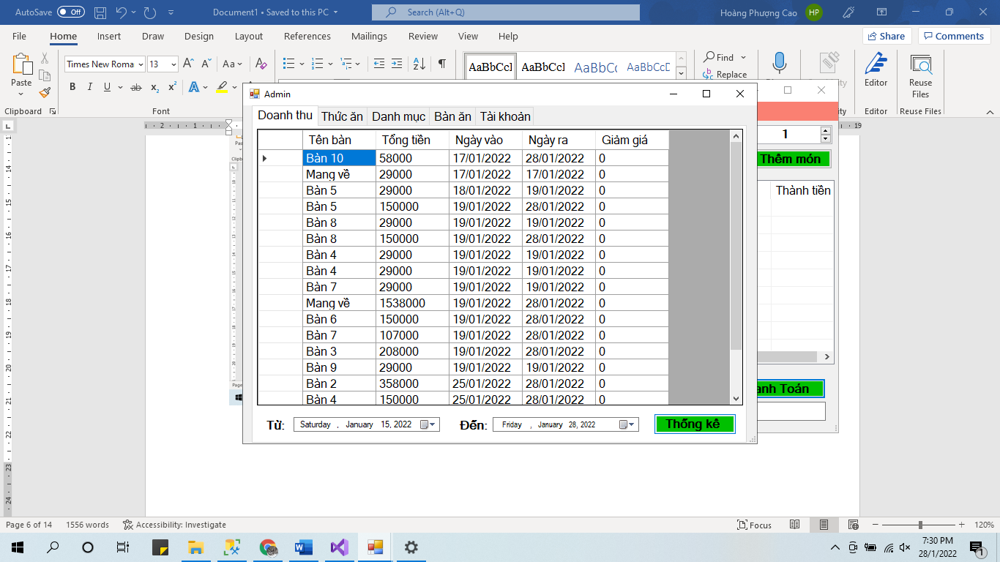 AutoSave Off Document1 • Saved to this PC Search (Alt+Q) Hoàng Phượng Cao HP
File Home Insert Draw Design Layout References Mailings Review View Help Share Comments
Times New Roma 13 Aa AaBbCcI AaBbCcI AaBbCc AaBbCcD Find
Paste Replace Editor Reuse Files
Clipboard Font Editor Reuse Files
Admin
Doanh thu Thức ăn Danh mục Bàn ăn Tài khoản
1
Thêm món
Thành tiền
Tên bàn Tổng tiền Ngày vào Ngày ra Giảm giá
Bàn 10 58000 17/01/2022 28/01/2022 0
Mang về 29000 17/01/2022 17/01/2022 0
Bàn 5 29000 18/01/2022 19/01/2022 0
Bàn 5 150000 19/01/2022 28/01/2022 0
Bàn 8 29000 19/01/2022 19/01/2022 0
Bàn 8 150000 19/01/2022 28/01/2022 0
Bàn 4 29000 19/01/2022 19/01/2022 0
Bàn 4 29000 19/01/2022 19/01/2022 0
Bàn 7 29000 19/01/2022 19/01/2022 0
Mang về 1538000 19/01/2022 28/01/2022 0
Bàn 6 150000 19/01/2022 28/01/2022 0
Bàn 7 107000 19/01/2022 28/01/2022 0
Bàn 3 208000 19/01/2022 28/01/2022 0
Bàn 9 29000 19/01/2022 19/01/2022 0
Bàn 2 358000 25/01/2022 28/01/2022 0
Bàn 4 150000 25/01/2022 28/01/2022 0
anh Toán
Từ: Saturday , January 15, 2022 Đến: Friday , January 28, 2022 Thống kê
Page 6 of 14 1556 words Accessibility: Investigate Focus 120%
7:30 PM
28/1/2022